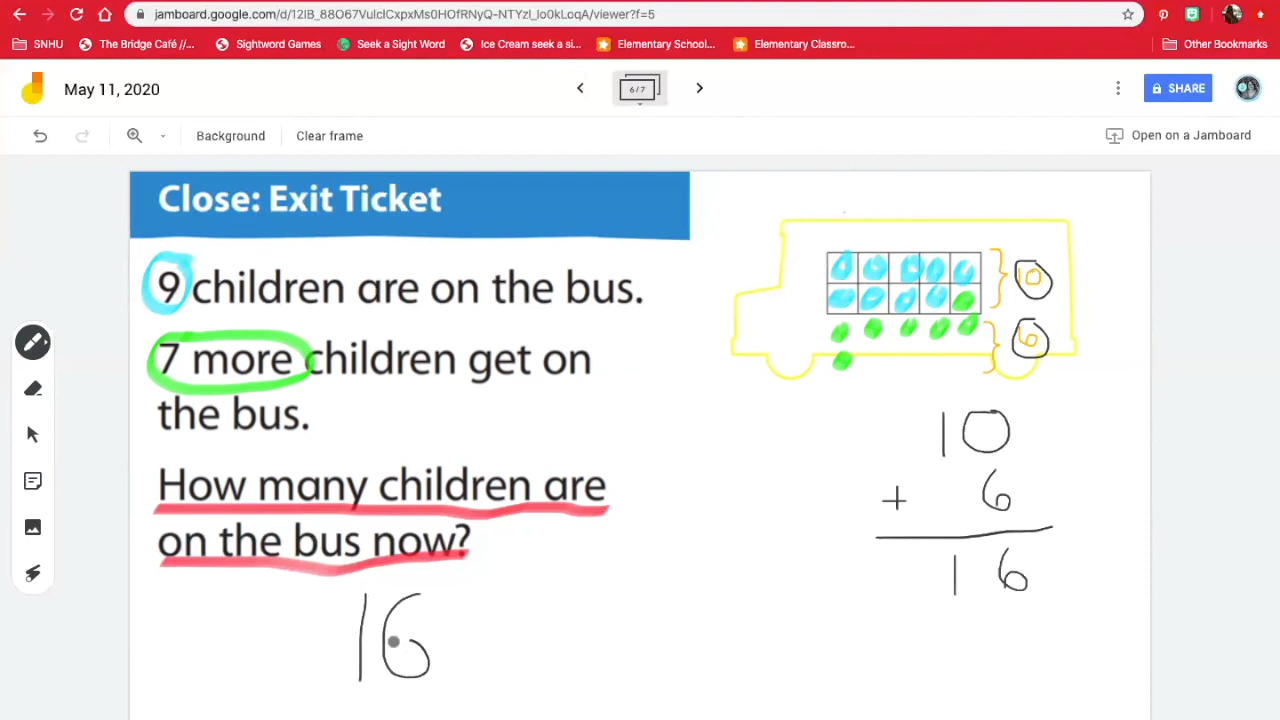 jamboard.google.com/d/12IB_88O67VulclCxpxMs0HOfRNyQ-NTYzl_lo0kLoqA/viewer?f=5
SNHU The Bridge Café //... Sightword Games Seek a Sight Word Ice Cream seek a si... Elementary School... Elementary Classro... Other Bookmarks
May 11, 2020
6/7
SHARE
Background Clear frame
Open on a Jamboard
Close: Exit Ticket
9 children are on the bus.
7 more children get on
the bus.
How many children are
on the bus now?
16
10
6
10
+ 6
16